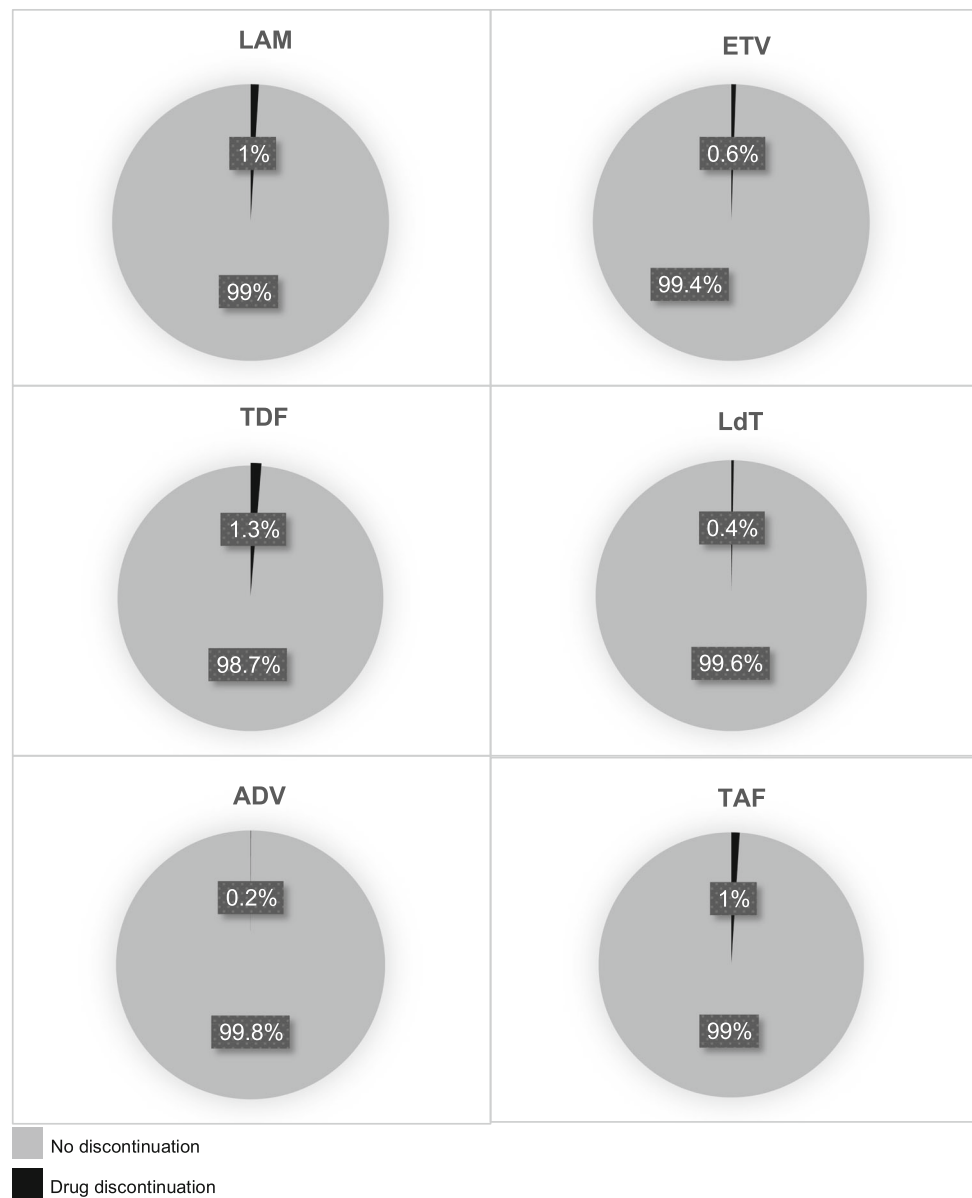 LAM
1%
99%
ETV
0.6%
99.4%
TDF
1.3%
98.7%
LdT
0.4%
99.6%
ADV
0.2%
99.8%
TAF
1%
99%
No discontinuation
Drug discontinuation